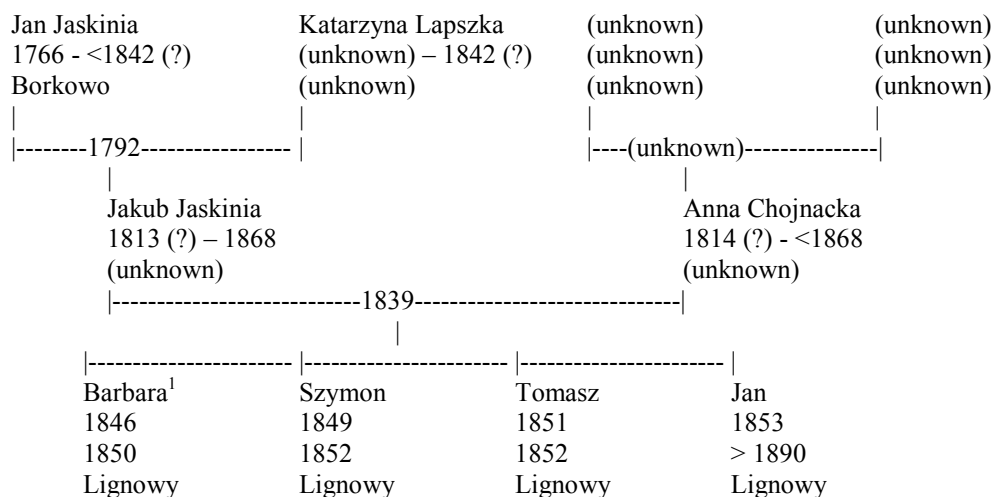 Jan Jaskinia Katarzyna Lapszka (unknown) (unknown)
1766 - <1842 (?) (unknown) – 1842 (?) (unknown) (unknown)
Borkowo (unknown) (unknown) (unknown)
| | | |
|--------1792----------------- | |----(unknown)---------------|
| |
Jakub Jaskinia Anna Chojnacka
1813 (?) – 1868 1814 (?) - <1868
(unknown) (unknown)
|----------------------------1839------------------------------|
|
|----------------------- |----------------------- |----------------------- |
Barbara1 Szymon Tomasz Jan
1846 1849 1851 1853
1850 1852 1852 > 1890
Lignowy Lignowy Lignowy Lignowy